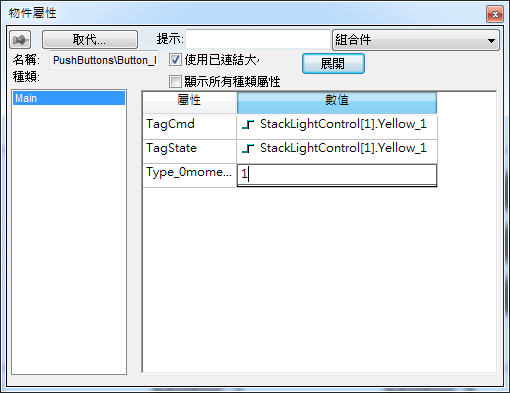 物件屬性
取代...
提示:
組合件
名稱:
PushButtons\Button_I
使用已連結大,
展開
種類:
顯示所有種類屬性
Main
屬性 數值
TagCmd StackLightControl[1].Yellow_1
TagState StackLightControl[1].Yellow_1
Type_0mome... 1